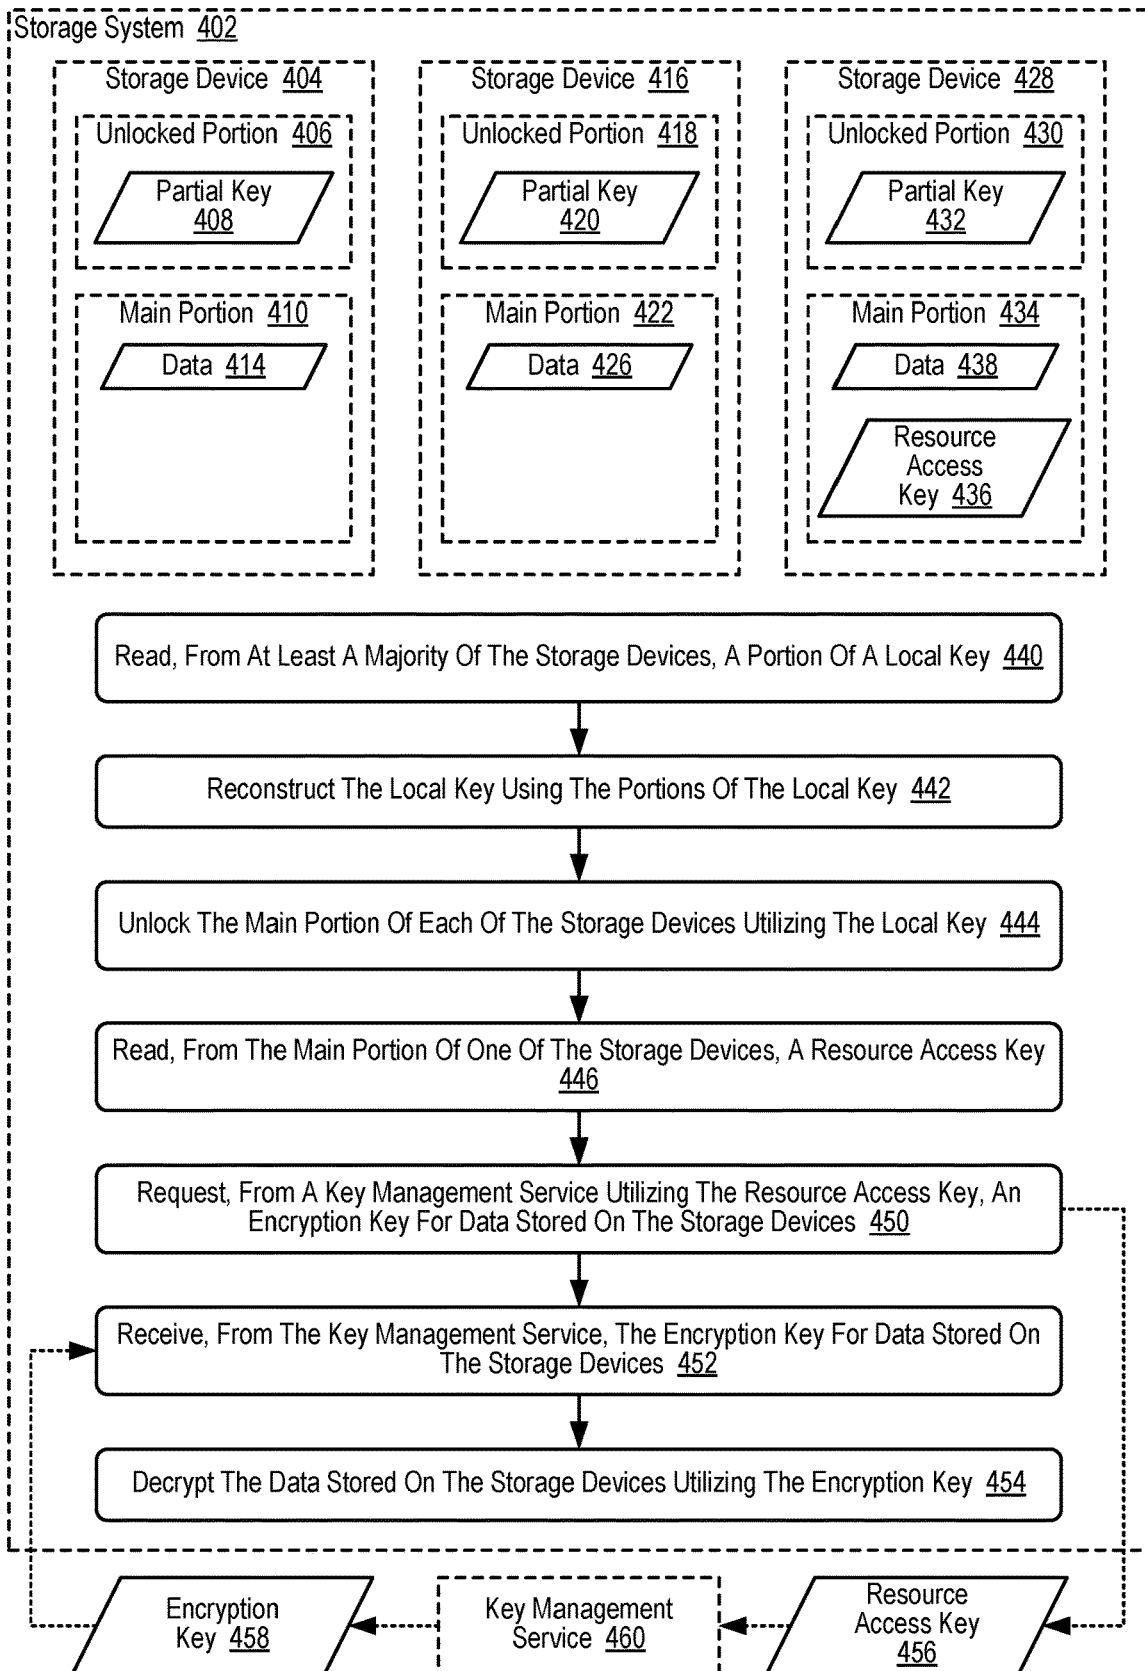 Storage System 402
Storage Device 404
Unlocked Portion 406
Partial Key
408
Main Portion 410
Data 414
Storage Device 416
Unlocked Portion 418
Partial Key
420
Main Portion 422
Data 426
Storage Device 428
Unlocked Portion 430
Partial Key
432
Main Portion 434
Data 438
Resource
Access
Key 436
Read, From At Least A Majority Of The Storage Devices, A Portion Of A Local Key 440
Reconstruct The Local Key Using The Portions Of The Local Key 442
Unlock The Main Portion Of Each Of The Storage Devices Utilizing The Local Key 444
Read, From The Main Portion Of One Of The Storage Devices, A Resource Access Key
446
Request, From A Key Management Service Utilizing The Resource Access Key, An
Encryption Key For Data Stored On The Storage Devices 450
Receive, From The Key Management Service, The Encryption Key For Data Stored On
The Storage Devices 452
Decrypt The Data Stored On The Storage Devices Utilizing The Encryption Key 454
Encryption
Key 458
Key Management
Service 460
Resource
Access Key
456